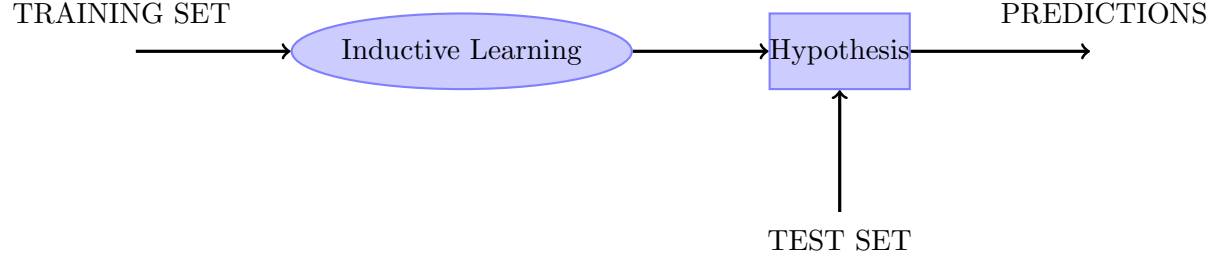 TRAINING SET
PREDICTIONS
Inductive Learning
Hypothesis
TEST SET